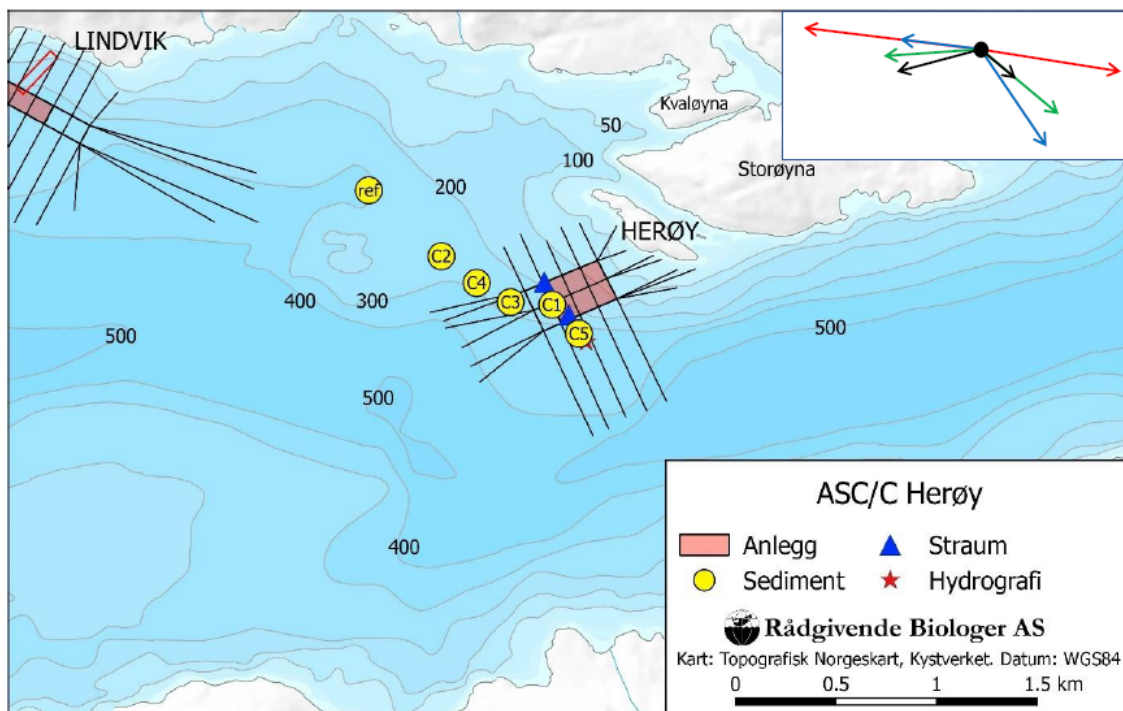 LINDVIK
Kvaløyna
50
100
Storøyna
ref
200
HERØY
C2
C4
C3
C1
400
300
C5
500
500
500
400
ASC/C Herøy
Anlegg
Straum
Sediment
Hydrografi
Rådgivende Biologer AS
Kart: Topografisk Norgeskart, Kystverket. Datum: WGS84
0 0.5 1 1.5 km